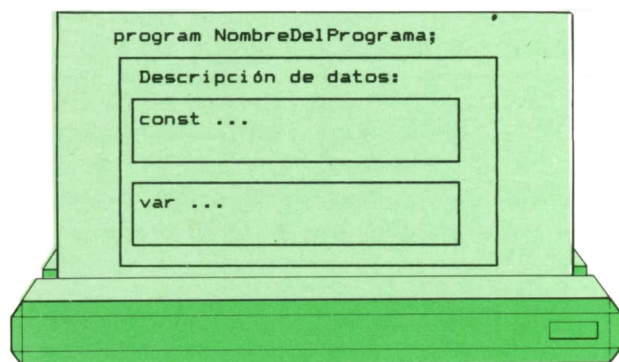 program NombreDelPrograma;
Descripción de datos:
const ...
var ...